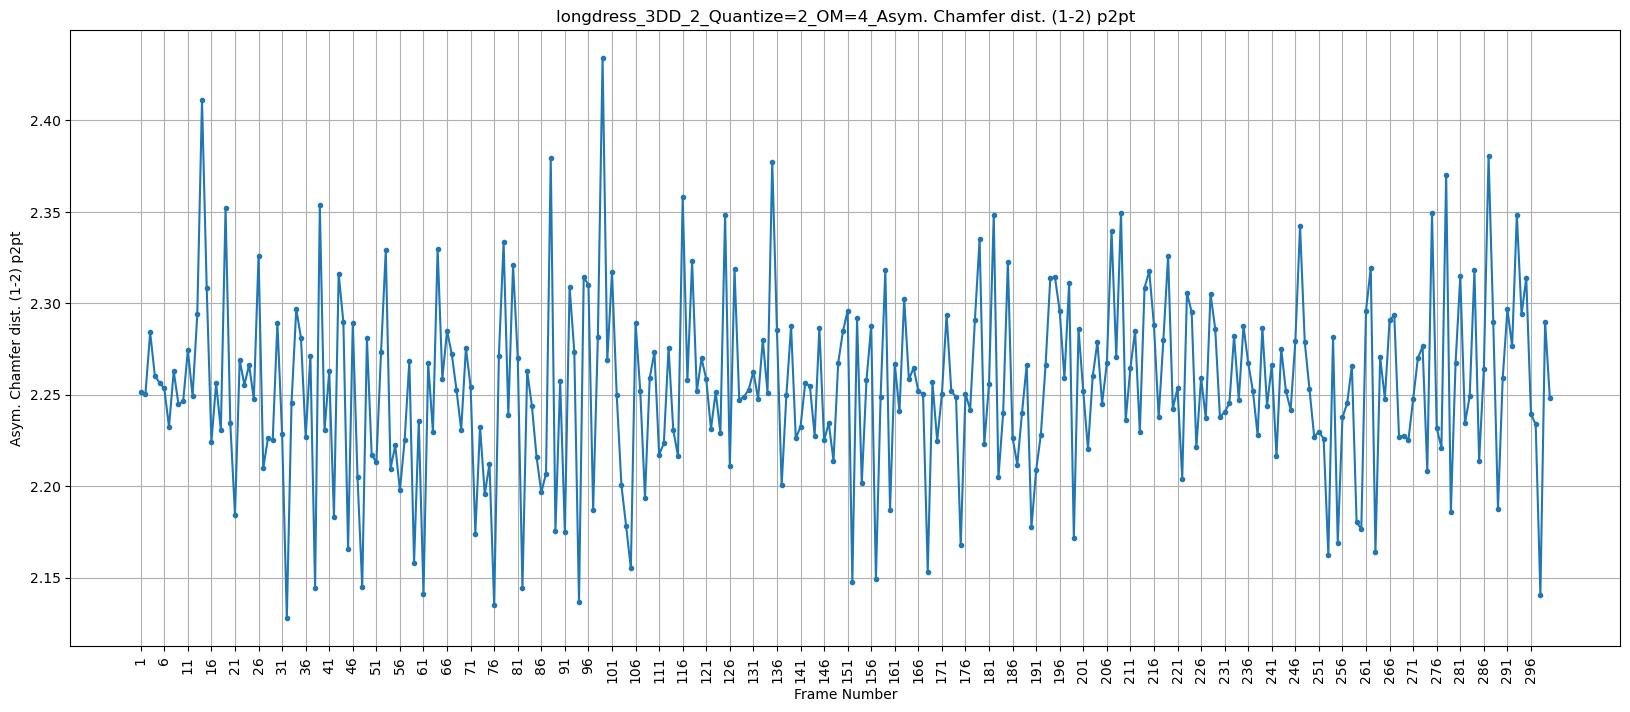 longdress_3DD_2_Quantize=2_OM=4_Asym. Chamfer dist. (1-2) p2pt
Asym. Chamfer dist. (1-2) p2pt
2.40
2.35
2.30
2.25
2.20
2.15
1 6 11 16 21 26 31 36 41 46 51 56 61 66 71 76 81 86 91 96 101 106 111 116 121 126 131 136 141 146 151 156 161 166 171 176 181 186 191 196 201 206 211 216 221 226 231 236 241 246 251 256 261 266 271 276 281 286 291 296
Frame Number